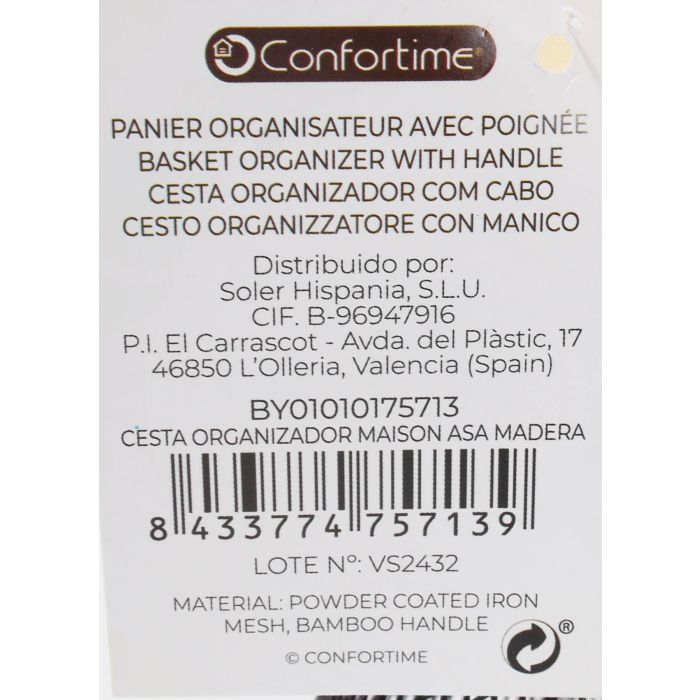 Confortime®
PANIER ORGANISATEUR AVEC POIGNÉE
BASKET ORGANIZER WITH HANDLE
CESTA ORGANIZADOR COM CABO
CESTO ORGANIZZATORE CON MANICO
Distribuido por:
Soler Hispania, S.L.U.
CIF. B-96947916
P.I. El Carrascot - Avda. del Plàstic, 17
46850 L'Olleria, Valencia (Spain)
BY01010175713
CESTA ORGANIZADOR MAISON ASA MADERA
8 433774 757139
LOTE Nº: VS2432
MATERIAL: POWDER COATED IRON
MESH, BAMBOO HANDLE
®
© CONFORTIME